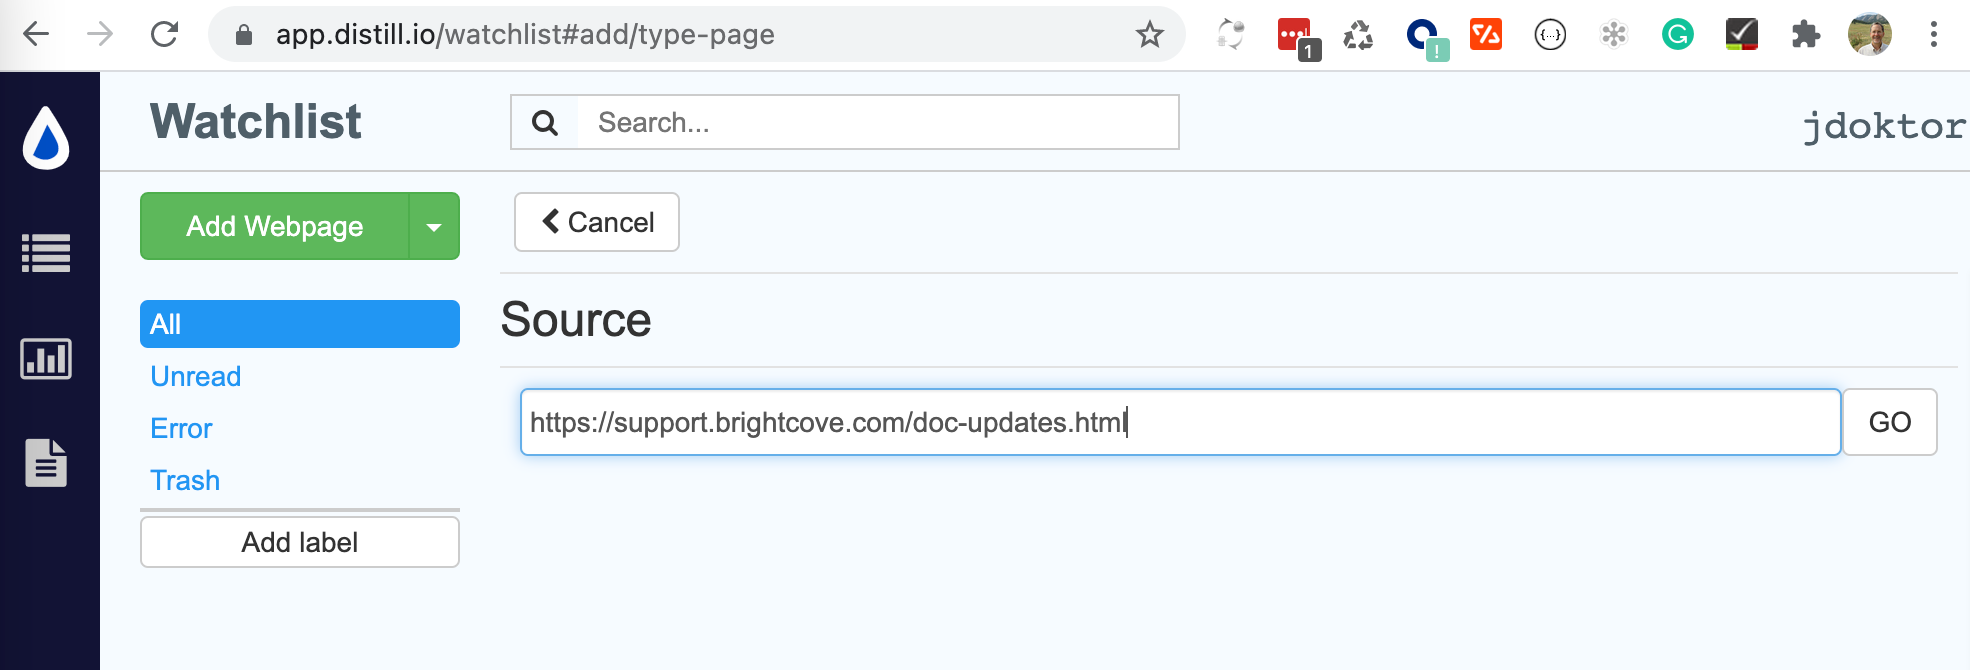 app.distill.io/watchlist#add/type-page
1
!
{...}
G
Watchlist
Search...
jdoktor
Add Webpage
Cancel
All
Source
Unread
https://support.brightcove.com/doc-updates.html
GO
Error
Trash
Add label